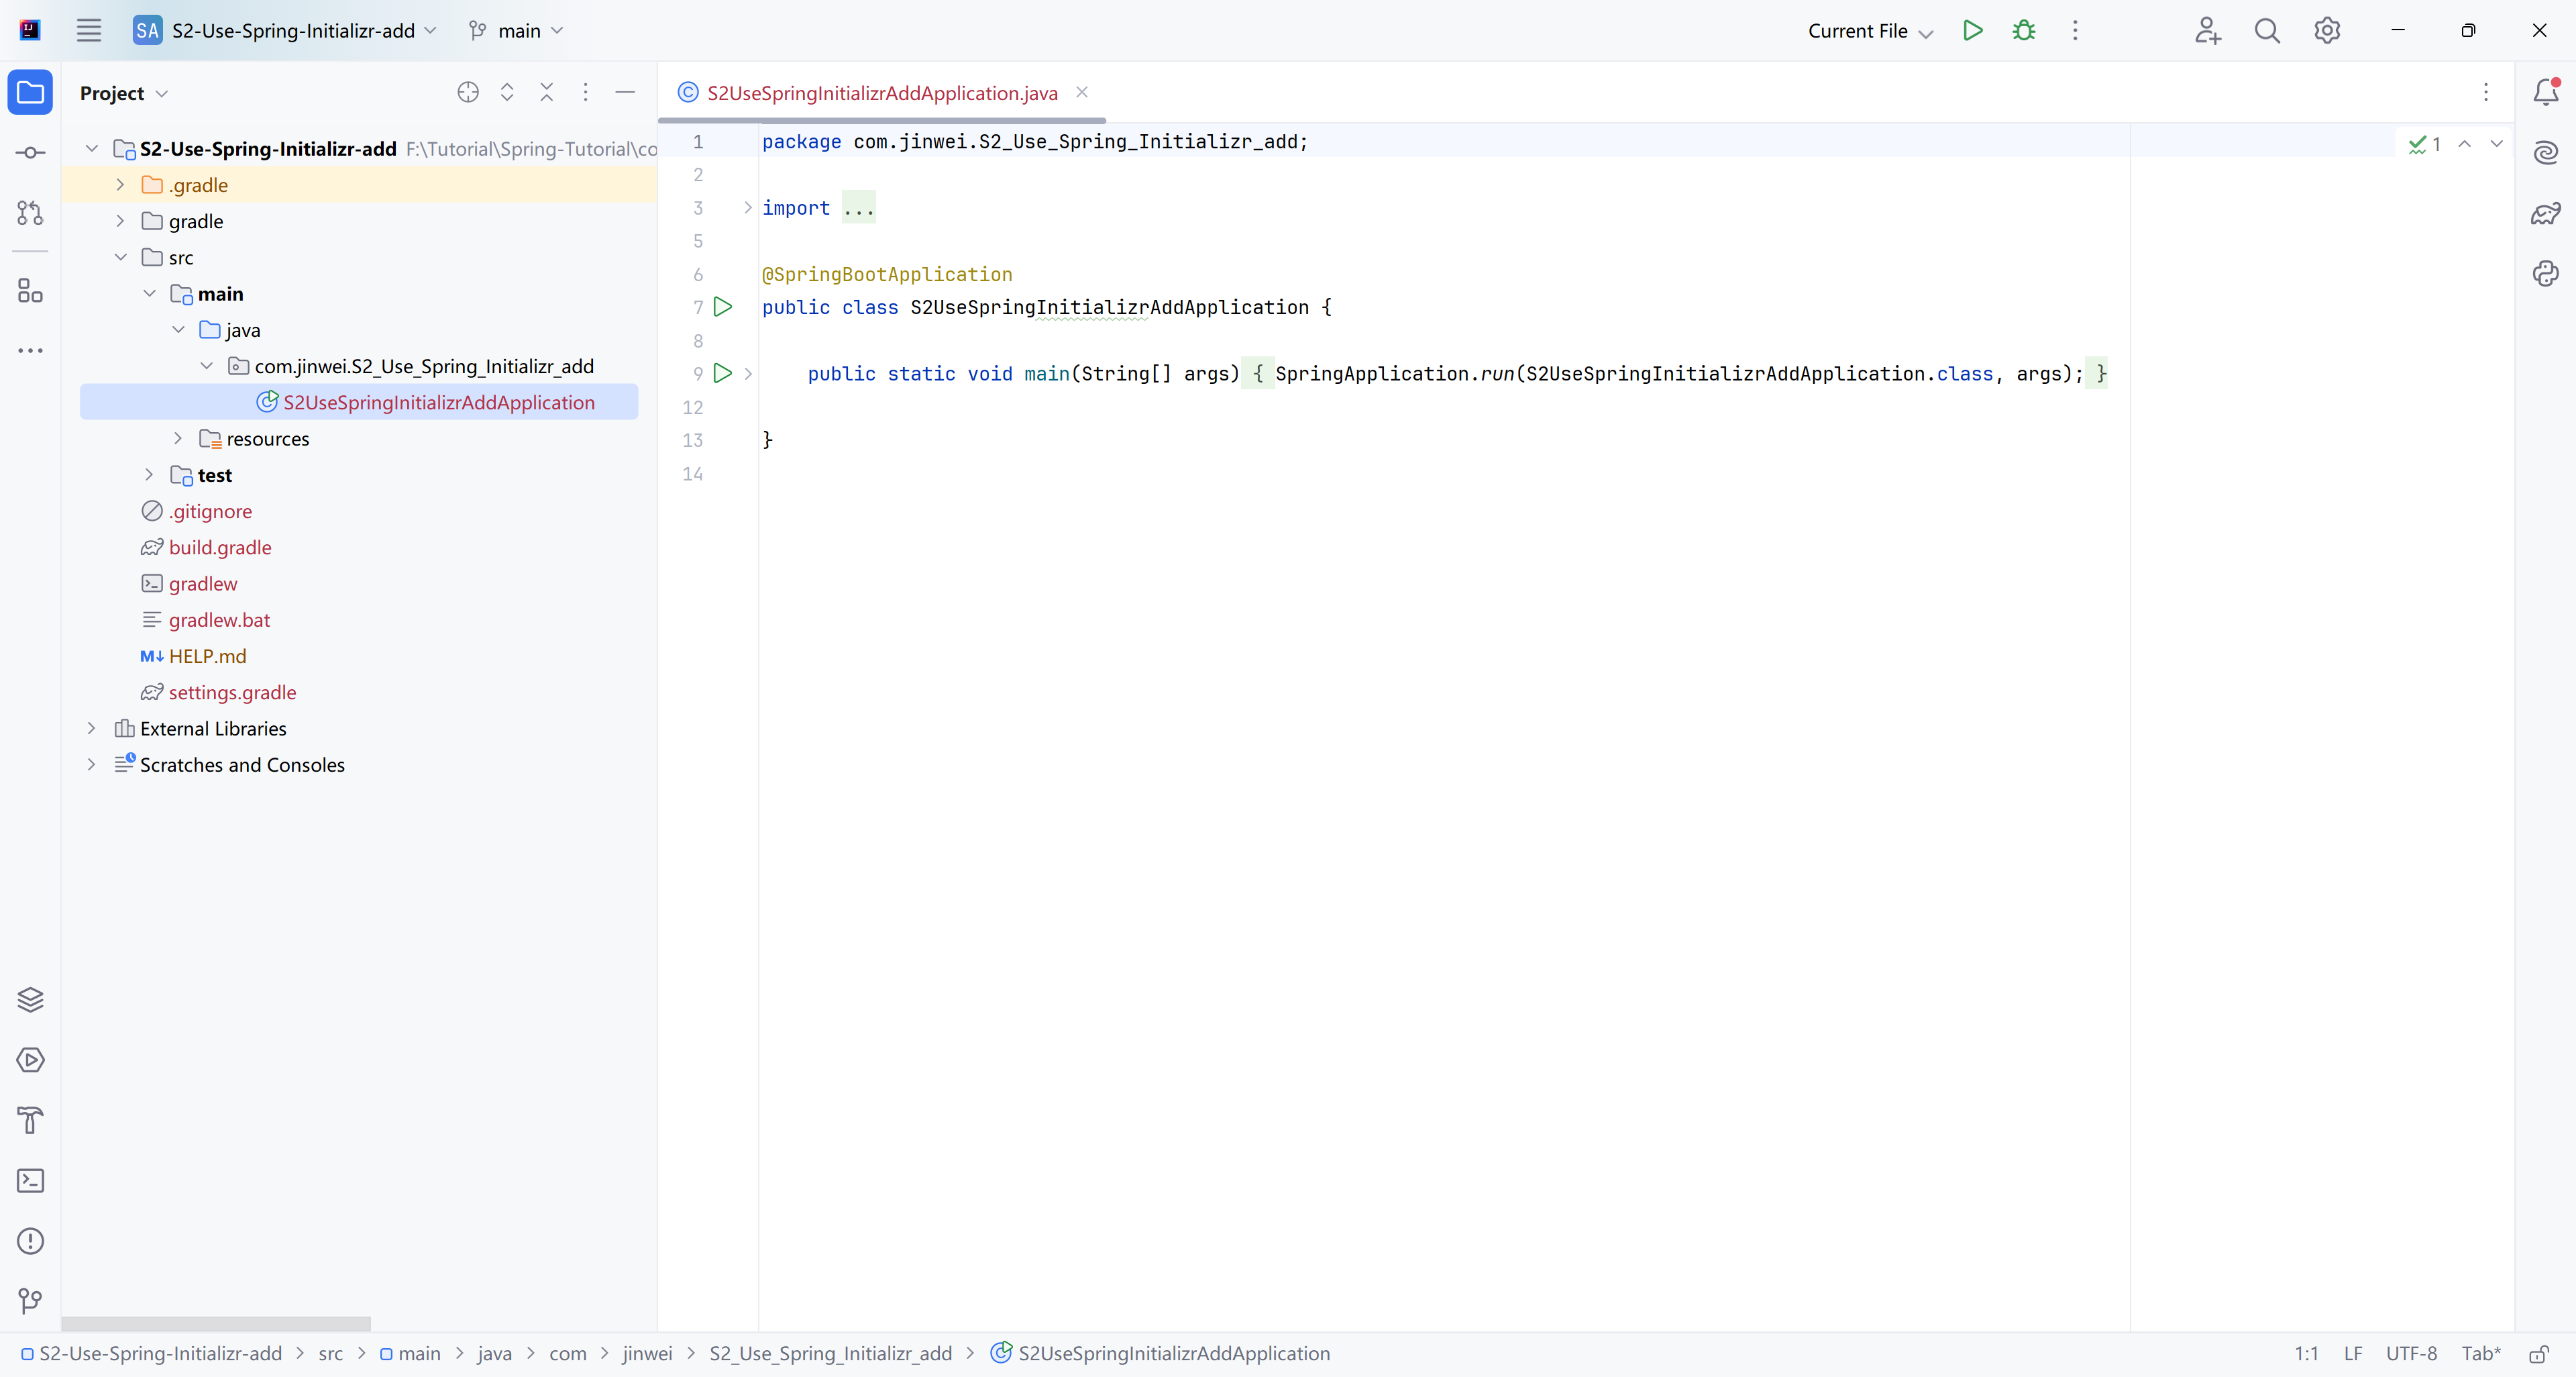 SA S2-Use-Spring-Initializr-add main Current File
Project
S2-Use-Spring-Initializr-add F:\Tutorial\Spring-Tutorial\co
.gradle
gradle
src
main
java
com.jinwei.S2_Use_Spring_Initializr_add
S2UseSpringInitializrAddApplication
resources
test
.gitignore
build.gradle
gradlew
gradlew.bat
M↓ HELP.md
settings.gradle
External Libraries
Scratches and Consoles
S2UseSpringInitializrAddApplication.java
1 package com.jinwei.S2_Use_Spring_Initializr_add;
2
3 import ...
5
6 @SpringBootApplication
7 public class S2UseSpringInitializrAddApplication {
8
9 public static void main(String[] args) { SpringApplication.run(S2UseSpringInitializrAddApplication.class, args); }
12
13 }
14
1
S2-Use-Spring-Initializr-add > src > main > java > com > jinwei > S2_Use_Spring_Initializr_add > S2UseSpringInitializrAddApplication
1:1 LF UTF-8 Tab*